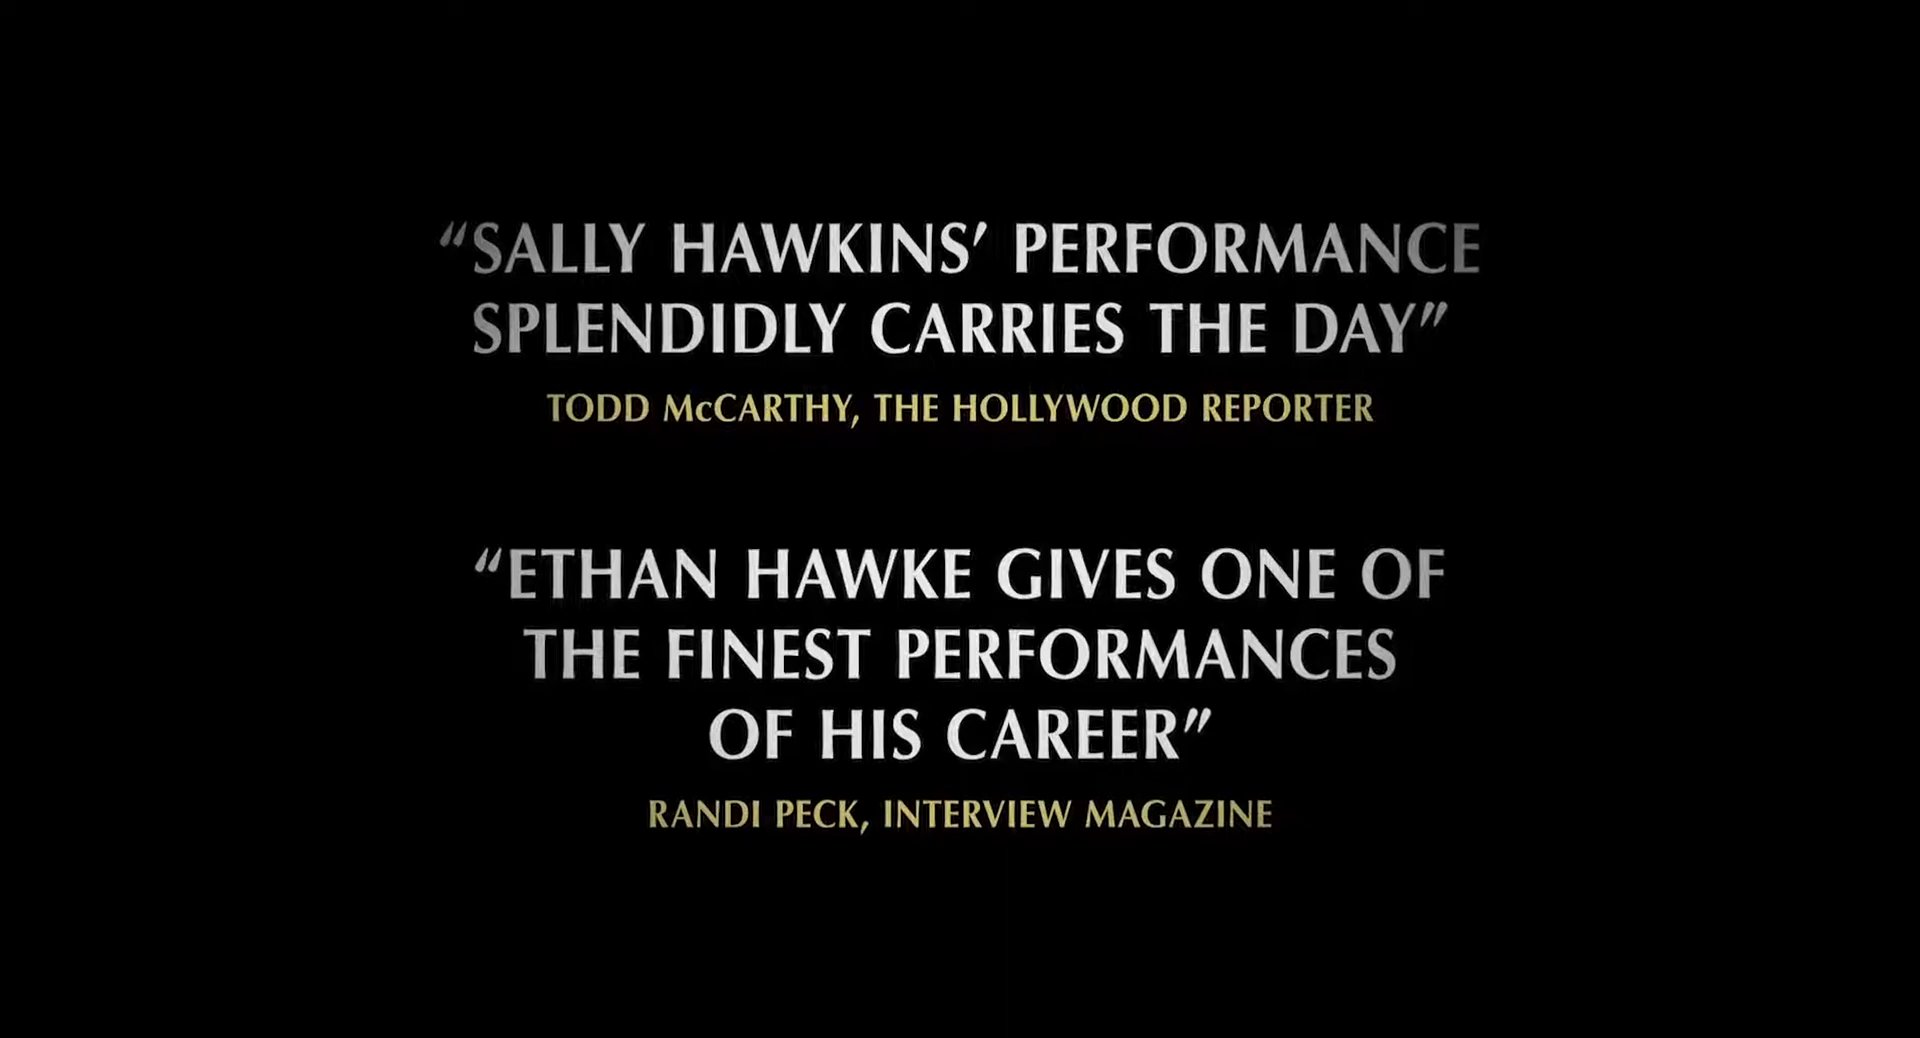 “SALLY HAWKINS’ PERFORMANCE
SPLENDIDLY CARRIES THE DAY”
TODD McCARTHY, THE HOLLYWOOD REPORTER
“ETHAN HAWKE GIVES ONE OF
THE FINEST PERFORMANCES
OF HIS CAREER”
RANDI PECK, INTERVIEW MAGAZINE